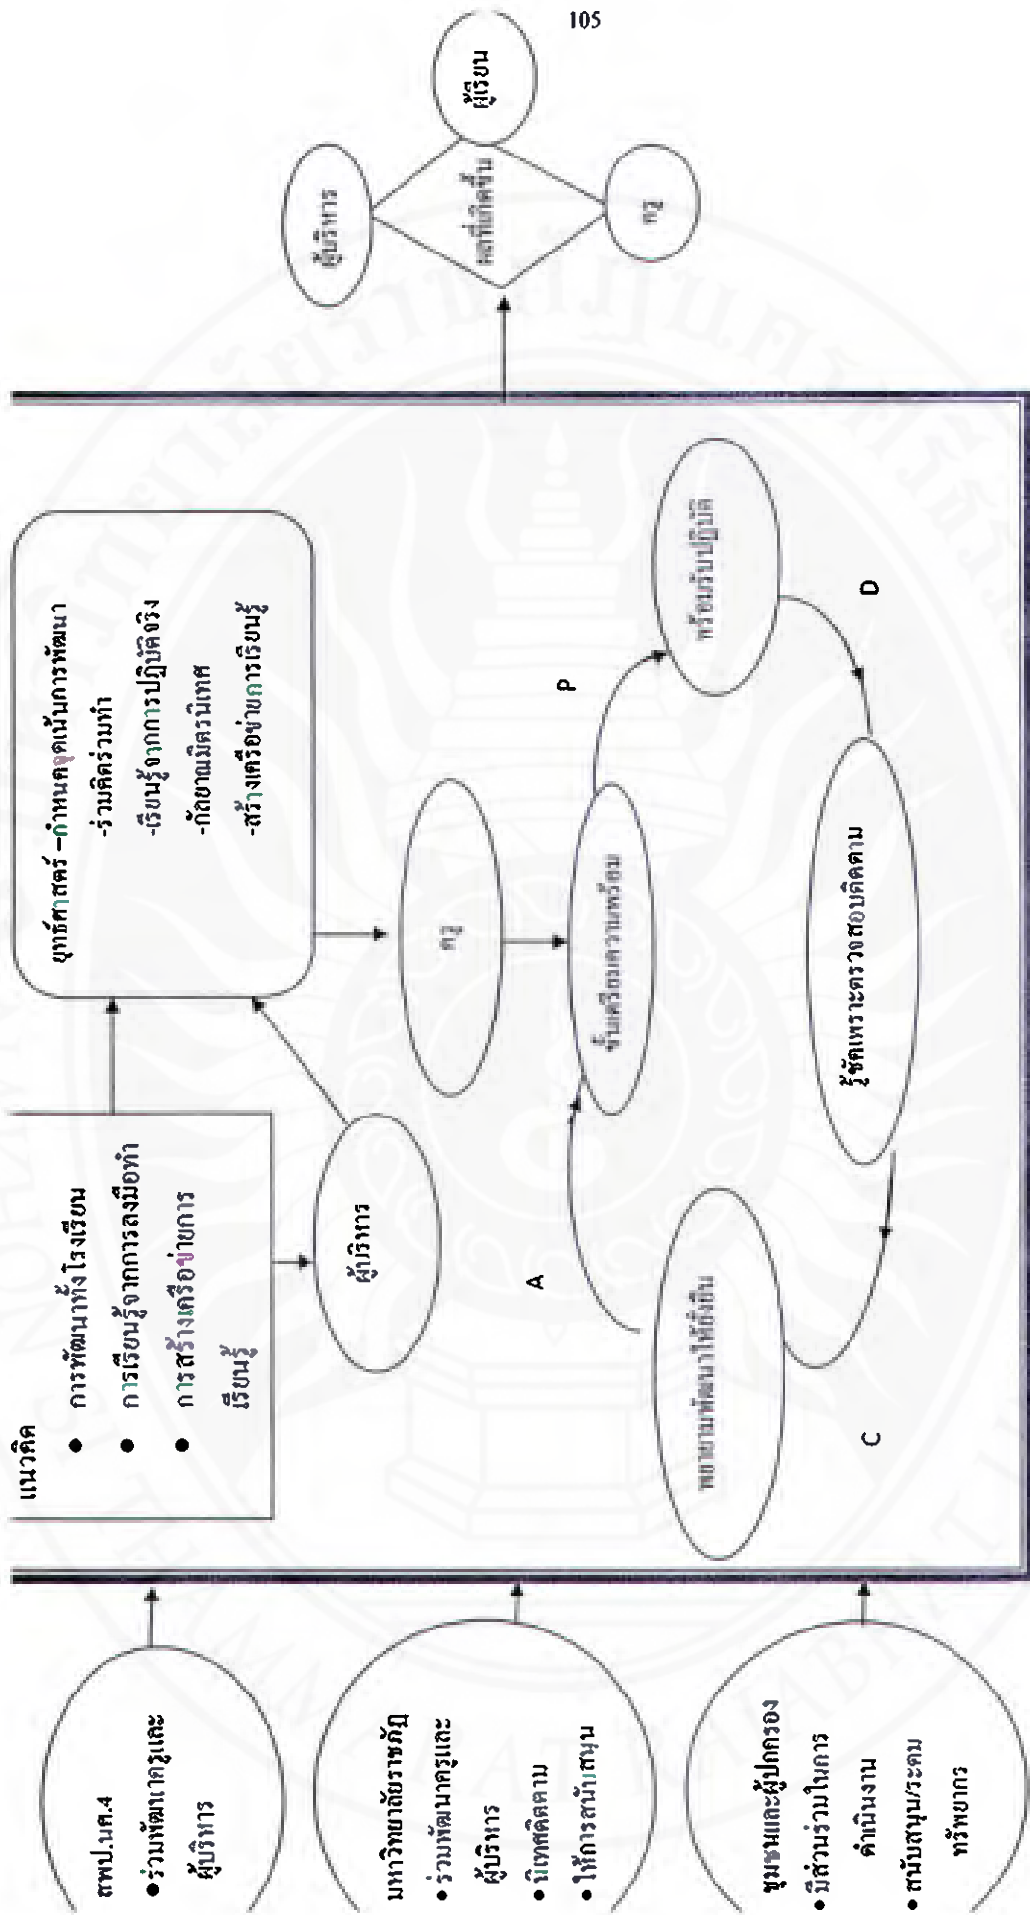 105
สพป.นศ.4
●ร่วมพัฒนาครูและ
ผู้บริหาร
มหาวิทยาลัยราชภัฏ
●ร่วมพัฒนาครูและ
ผู้บริหาร
●นิเทศติดตาม
●ให้การสนับสนุน
ชุมชนและผู้ปกครอง
●มีส่วนร่วมในการ
ดำเนินงาน
●สนับสนุน/ระดม
ทรัพยากร
แนวคิด
● การพัฒนาทั้งโรงเรียน
● การเรียนรู้จากการลงมือทำ
● การสร้างเครือข่ายการ
เรียนรู้
ผู้บริหาร
ยุทธ์ศาสตร์ –กำหนดจุดเน้นการพัฒนา
-ร่วมคิดร่วมทำ
-เรียนรู้จากการปฏิบัติจริง
-กัลยาณมิตรนิเทศ
-สร้างเครือข่ายการเรียนรู้
ครู
ขั้นเตรียมความพร้อม
P
พร้อมรับปฏิบัติ
D
รู้ชัดเพราะตรวจสอบติดตาม
C
พยายามพัฒนาให้ยั่งยืน
A
ผลที่เกิดขึ้น
ผู้บริหาร
ผู้เรียน
ครู